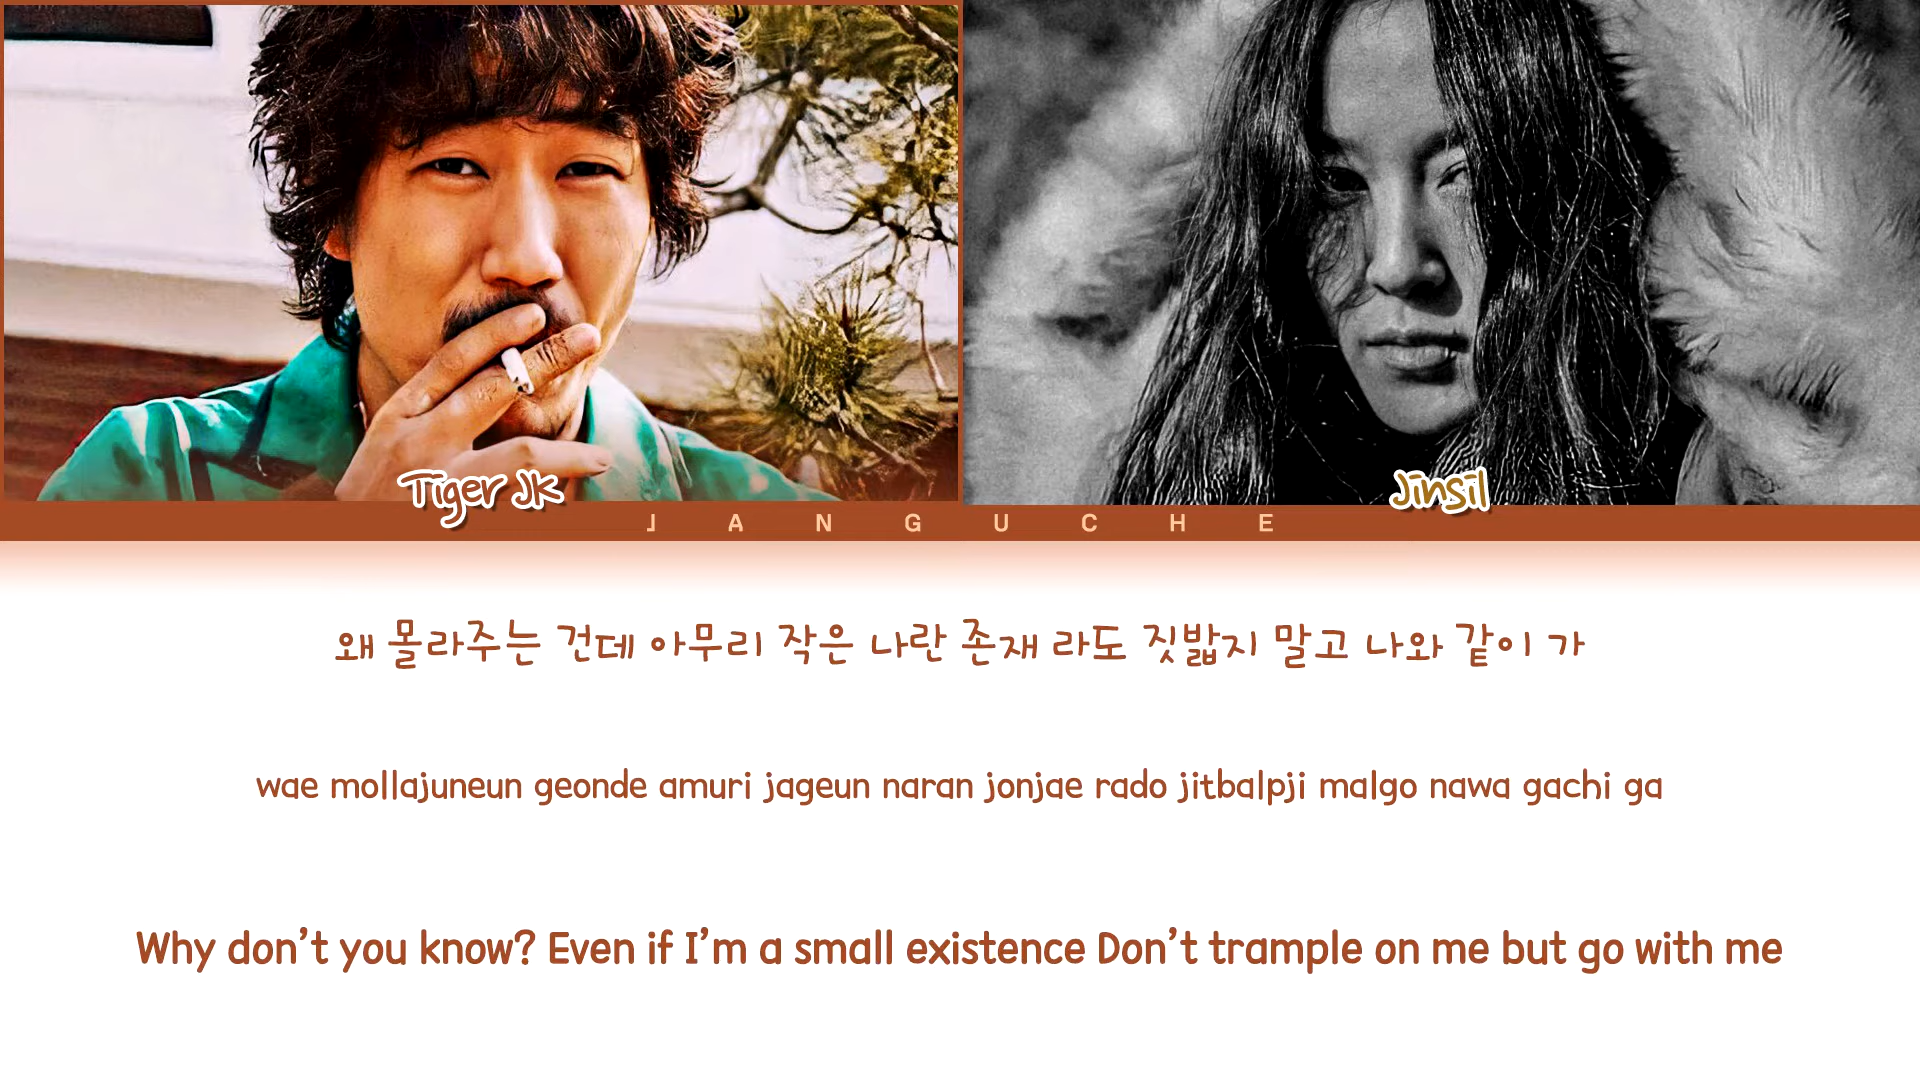 Tiger JK
Jinsil
JANGUCHE
왜 몰라주는 건데 아무리 작은 나란 존재 라도 짓밟지 말고 나와 같이 가
wae mollajuneun geonde amuri jageun naran jonjae rado jitbalpji malgo nawa gachi ga
Why don’t you know? Even if I’m a small existence Don’t trample on me but go with me